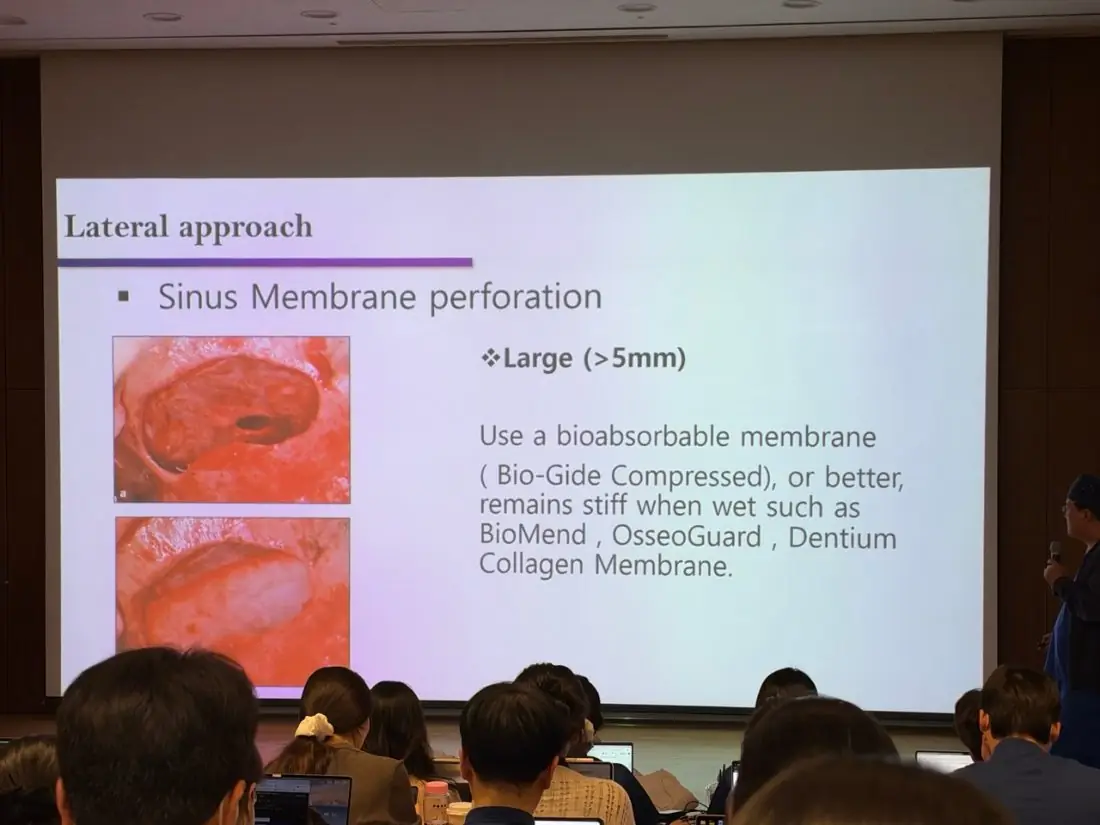 Lateral approach
▪ Sinus Membrane perforation
❖Large (>5mm)
Use a bioabsorbable membrane
( Bio-Gide Compressed), or better,
remains stiff when wet such as
BioMend , OsseoGuard , Dentium
Collagen Membrane.
a